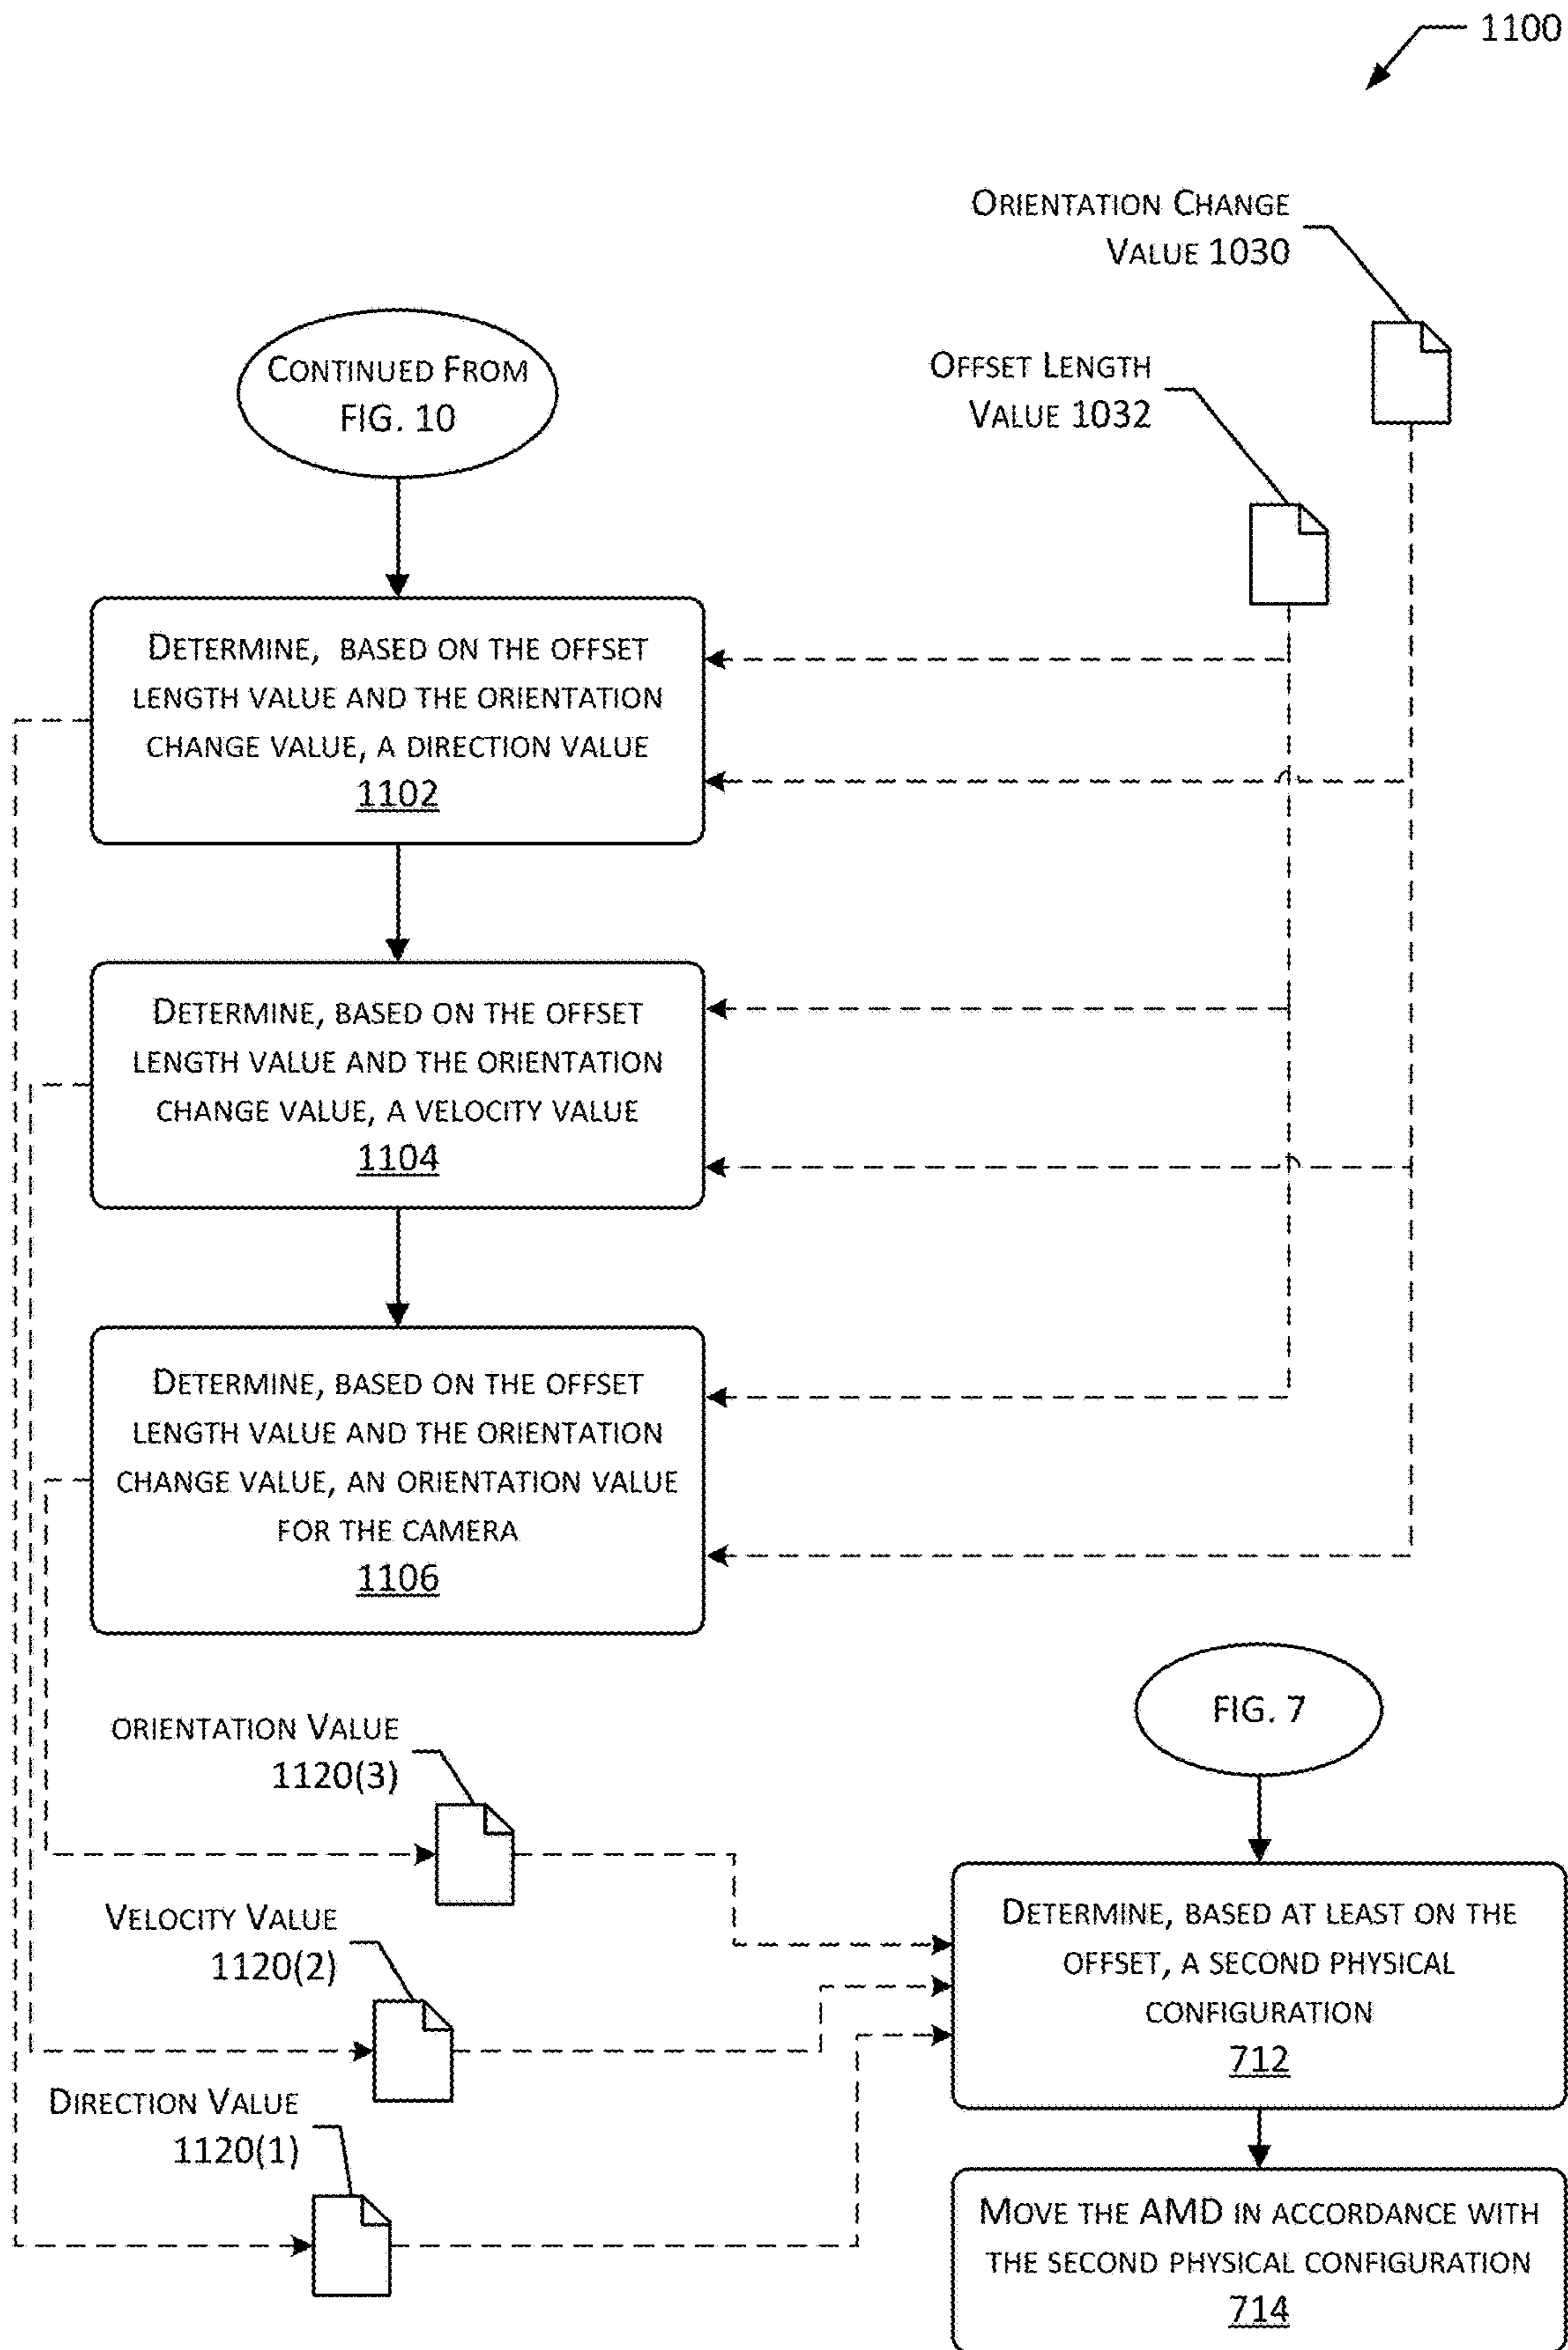 1100
Orientation Change
Value 1030
Offset Length
Value 1032
Continued From
FIG. 10
Determine, based on the offset
length value and the orientation
change value, a direction value
1102
Determine, based on the offset
length value and the orientation
change value, a velocity value
1104
Determine, based on the offset
length value and the orientation
change value, an orientation value
for the camera
1106
orientation Value
1120(3)
Velocity Value
1120(2)
Direction Value
1120(1)
FIG. 7
Determine, based at least on the
offset, a second physical
configuration
712
Move the AMD in accordance with
the second physical configuration
714